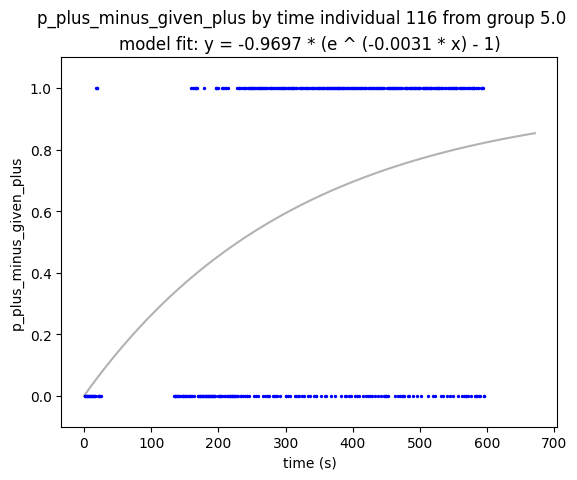 p_plus_minus_given_plus by time individual 116 from group 5.0
model fit: y = -0.9697 * (e ^ (-0.0031 * x) - 1)
1.0
0.8
0.6
0.4
0.2
0.0
p_plus_minus_given_plus
0 100 200 300 400 500 600 700
time (s)